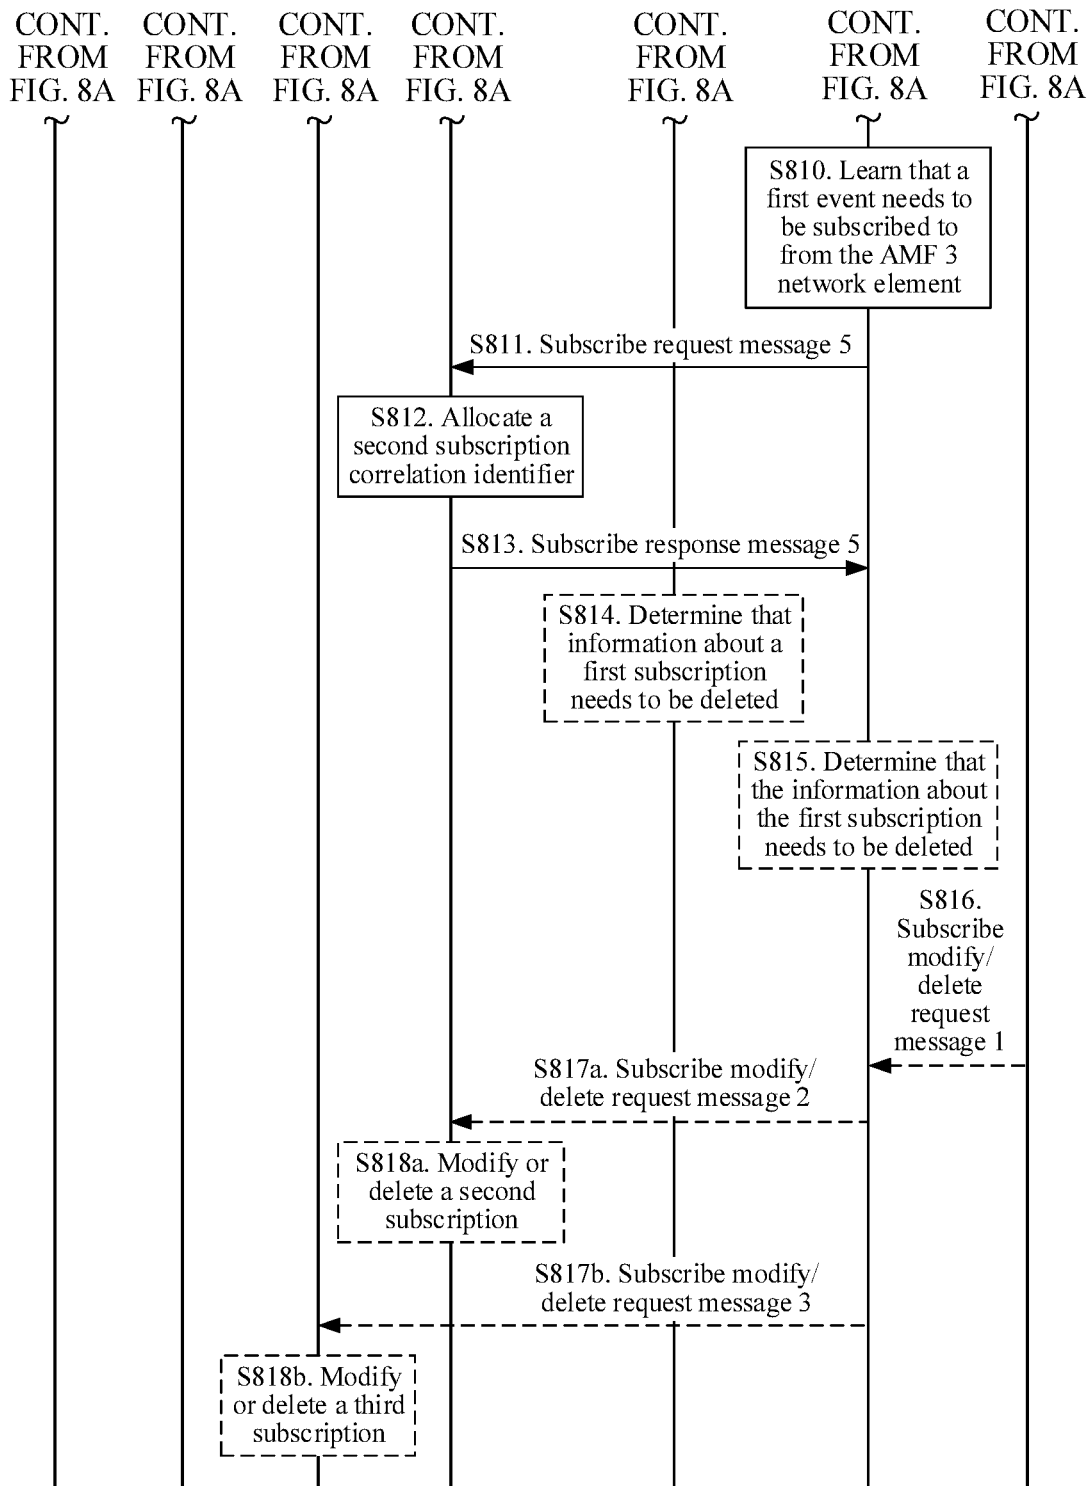 CONT. FROM FIG. 8A
CONT. FROM FIG. 8A
CONT. FROM FIG. 8A
CONT. FROM FIG. 8A
CONT. FROM FIG. 8A
CONT. FROM FIG. 8A
CONT. FROM FIG. 8A
S810. Learn that a
first event needs to
be subscribed to
from the AMF 3
network element
S811. Subscribe request message 5
S812. Allocate a
second subscription
correlation identifier
S813. Subscribe response message 5
S814. Determine that
information about a
first subscription
needs to be deleted
S815. Determine that
the information about
the first subscription
needs to be deleted
S816.
Subscribe
modify/
delete
request
message 1
S817a. Subscribe modify/
delete request message 2
S818a. Modify or
delete a second
subscription
S817b. Subscribe modify/
delete request message 3
S818b. Modify
or delete a third
subscription